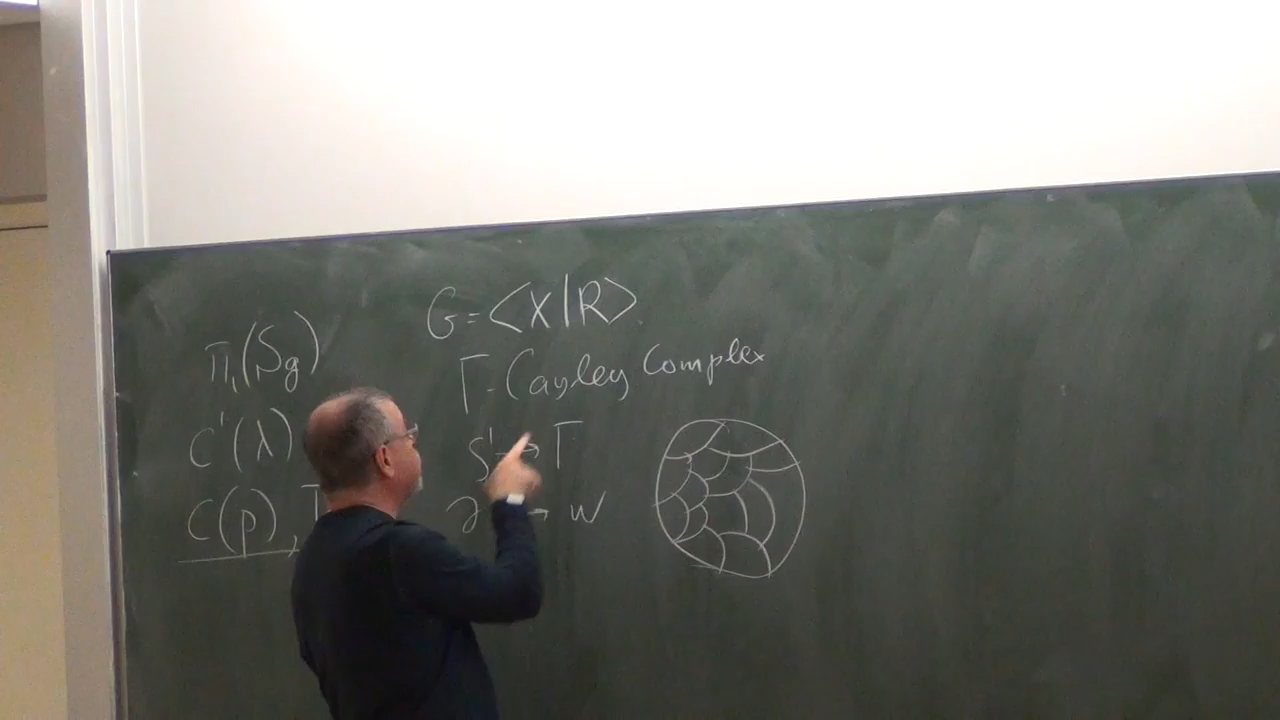 π₁(Sg)
C'(λ)
C(p), T
G = <X|R>
Γ - Cayley Complex
S' → Γ
∂ → w